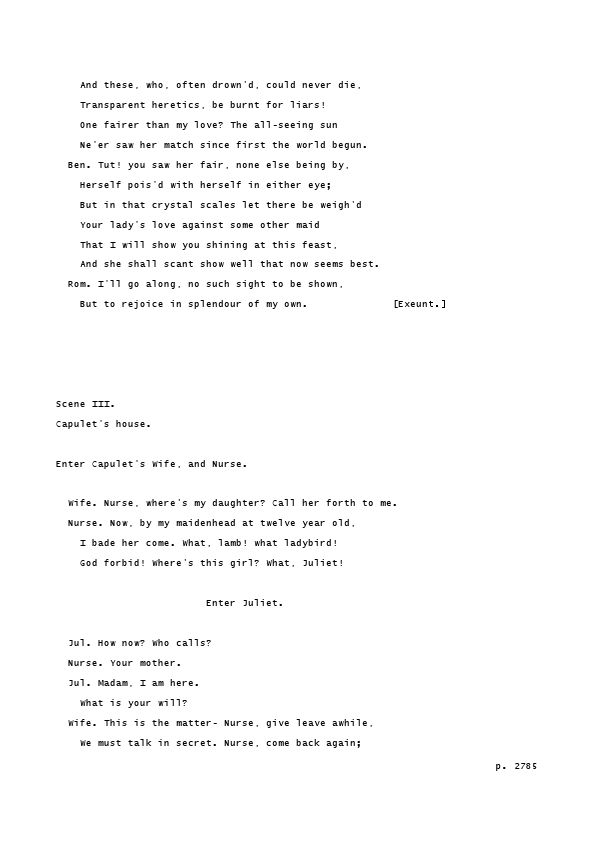 And these, who, often drown'd, could never die,
Transparent heretics, be burnt for liars!
One fairer than my love? The all-seeing sun
Ne'er saw her match since first the world begun.
Ben. Tut! you saw her fair, none else being by,
Herself pois'd with herself in either eye;
But in that crystal scales let there be weigh'd
Your lady's love against some other maid
That I will show you shining at this feast,
And she shall scant show well that now seems best.
Rom. I'll go along, no such sight to be shown,
But to rejoice in splendour of my own. [Exeunt.]
Scene III.
Capulet's house.
Enter Capulet's Wife, and Nurse.
Wife. Nurse, where's my daughter? Call her forth to me.
Nurse. Now, by my maidenhead at twelve year old,
I bade her come. What, lamb! what ladybird!
God forbid! Where's this girl? What, Juliet!
Enter Juliet.
Jul. How now? Who calls?
Nurse. Your mother.
Jul. Madam, I am here.
What is your will?
Wife. This is the matter- Nurse, give leave awhile,
We must talk in secret. Nurse, come back again;
p. 2785